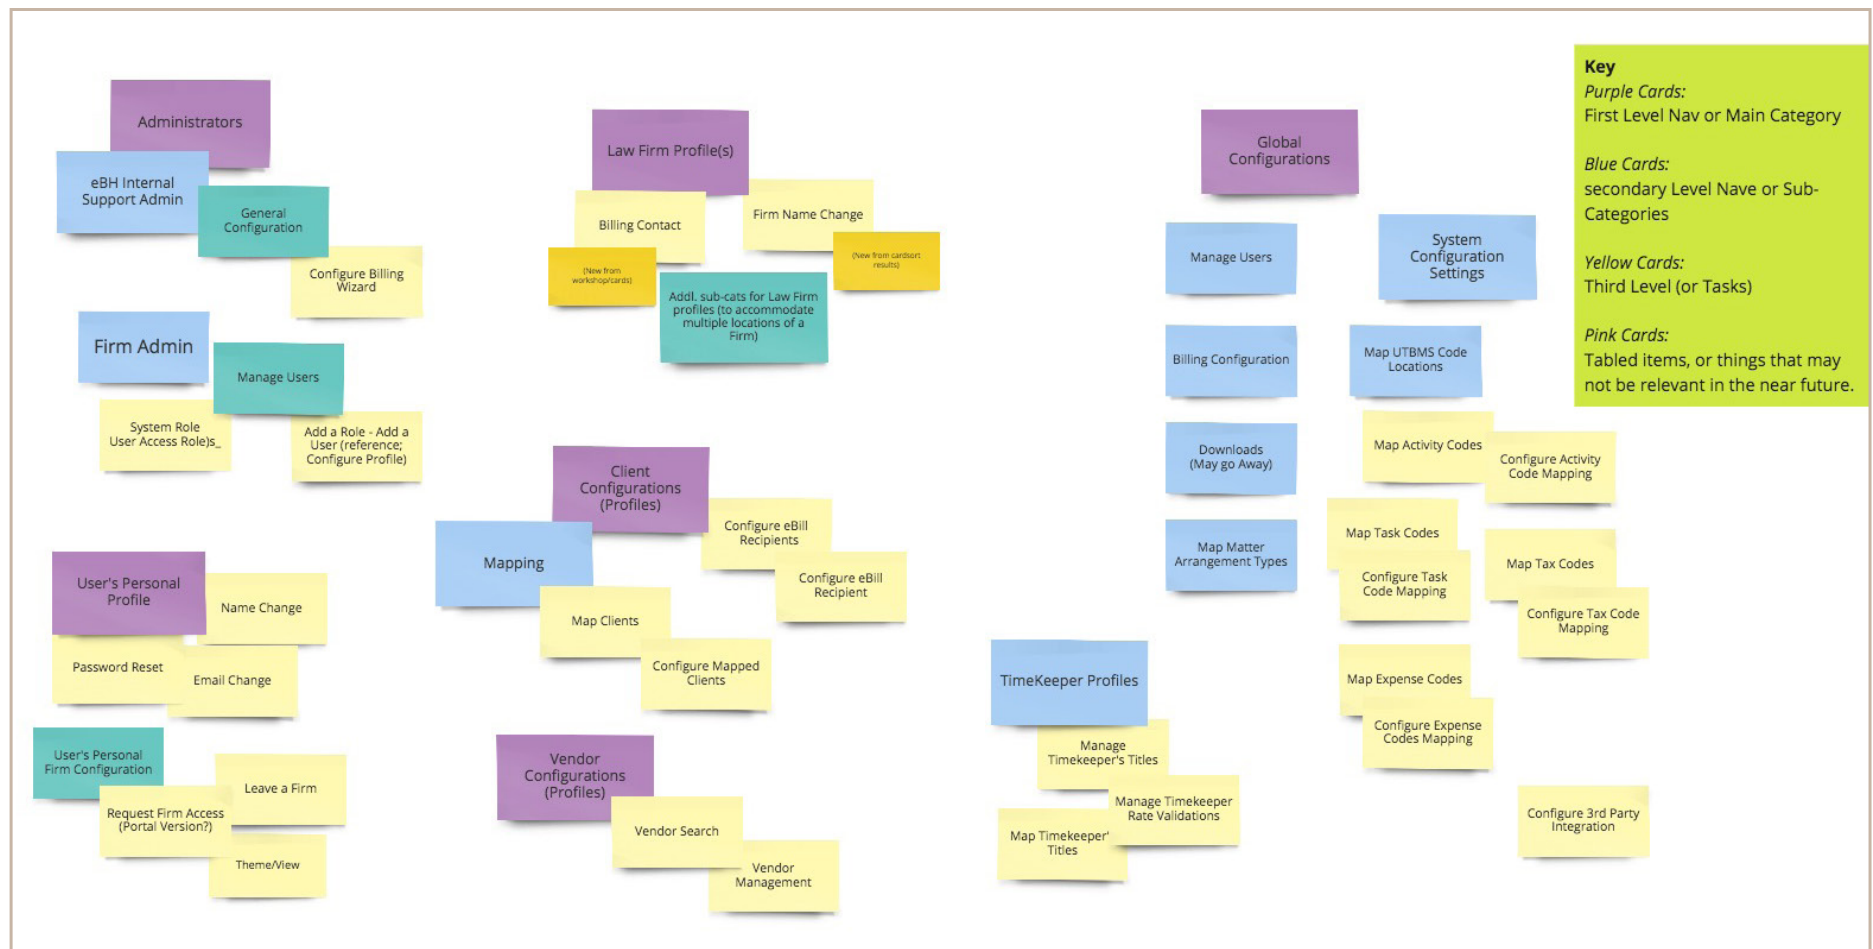 Administrators
eBH Internal
Support Admin
General
Configuration
Configure Billing
Wizard
Firm Admin
Manage Users
System Role
User Access Role)s_
Add a Role - Add a
User (reference;
Configure Profile)
User's Personal
Profile
Name Change
Password Reset
Email Change
User's Personal
Firm Configuration
Leave a Firm
Request Firm Access
(Portal Version?)
Theme/View
Law Firm Profile(s)
Billing Contact
Firm Name Change
(New from
workshop/cards)
(New from cardsort
results)
Addl. sub-cats for Law Firm
profiles (to accommodate
multiple locations of a
Firm)
Client
Configurations
(Profiles)
Configure eBill
Recipients
Mapping
Configure eBill
Recipient
Map Clients
Configure Mapped
Clients
Vendor
Configurations
(Profiles)
Vendor Search
Vendor
Management
Global
Configurations
Manage Users
System
Configuration
Settings
Billing Configuration
Map UTBMS Code
Locations
Downloads
(May go Away)
Map Activity Codes
Configure Activity
Code Mapping
Map Matter
Arrangement Types
Map Task Codes
Configure Task
Code Mapping
Map Tax Codes
Configure Tax Code
Mapping
Map Expense Codes
Configure Expense
Codes Mapping
TimeKeeper Profiles
Manage
Timekeeper's Titles
Manage Timekeeper
Rate Validations
Map Timekeeper'
Titles
Configure 3rd Party
Integration
Key
Purple Cards:
First Level Nav or Main Category
Blue Cards:
secondary Level Nave or Sub-
Categories
Yellow Cards:
Third Level (or Tasks)
Pink Cards:
Tabled items, or things that may
not be relevant in the near future.